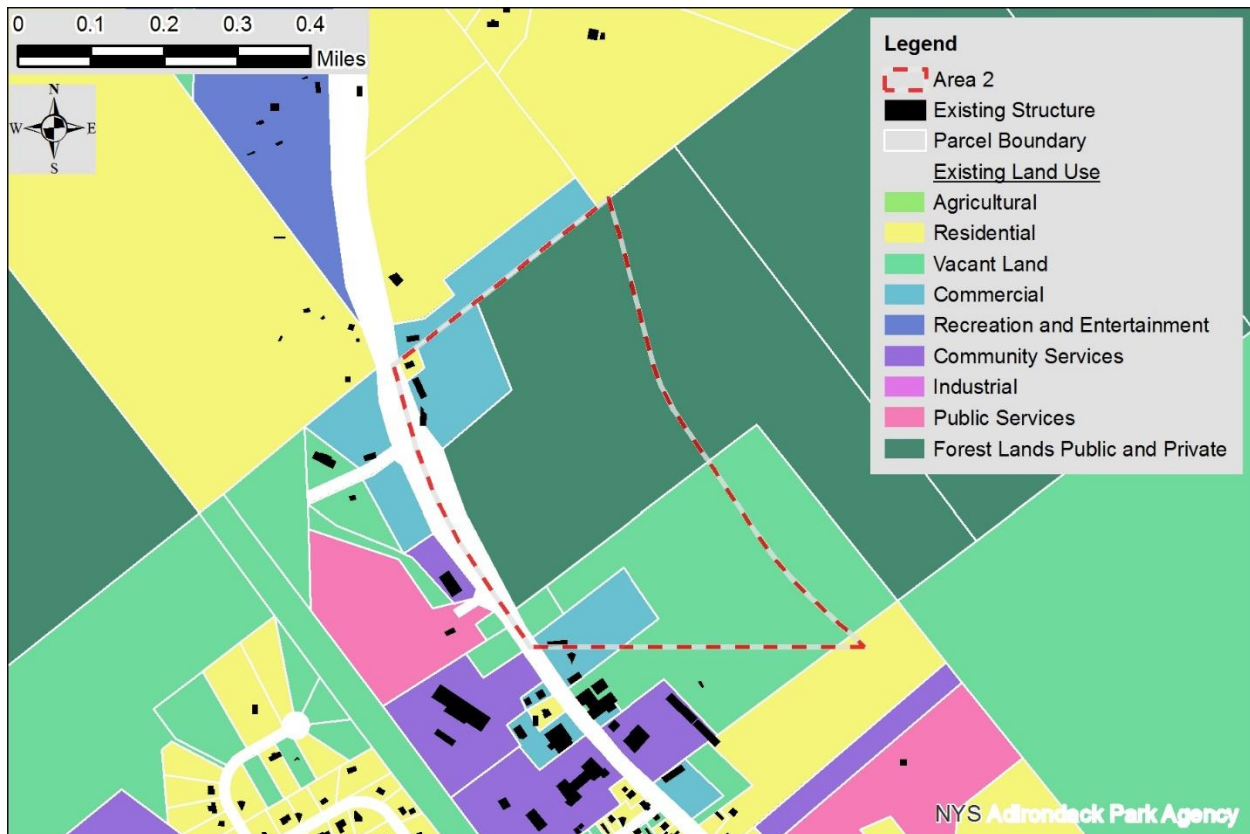 0 0.1 0.2 0.3 0.4
Miles
N
W E
S
Legend
Area 2
Existing Structure
Parcel Boundary
Existing Land Use
Agricultural
Residential
Vacant Land
Commercial
Recreation and Entertainment
Community Services
Industrial
Public Services
Forest Lands Public and Private
NYS Adirondack Park Agency